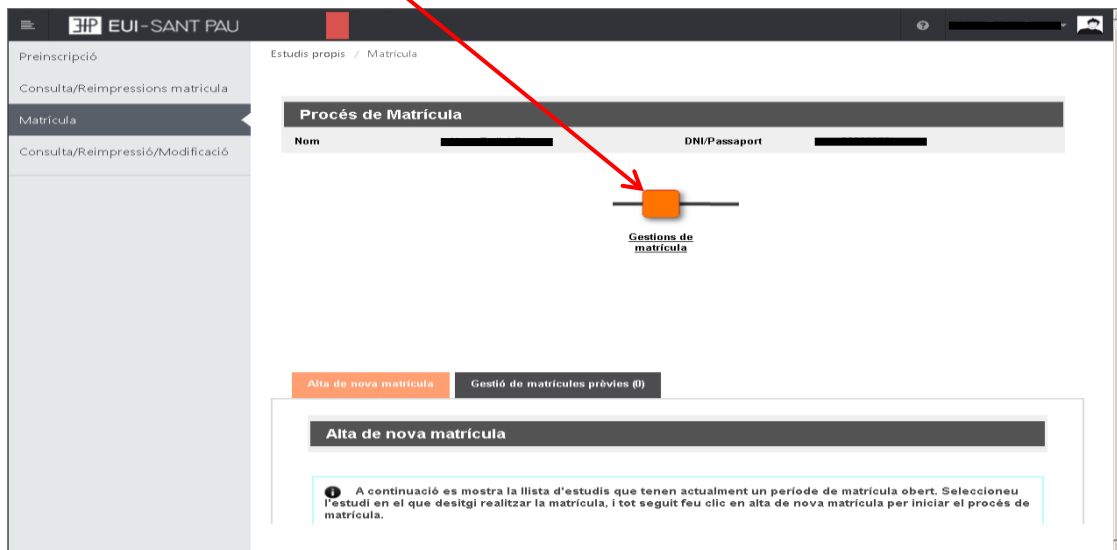 EUI-SANT PAU
Preinscripció
Consulta/Reimpressions matricula
Matrícula
Consulta/Reimpressió/Modificació
Estudis propis / Matrícula
Procés de Matrícula
Nom
DNI/Passaport
Gestions de
matrícula
Alta de nova matrícula
Gestió de matrícules prèvies (0)
Alta de nova matrícula
A continuació es mostra la llista d'estudis que tenen actualment un període de matrícula obert. Seleccioneu
l'estudi en el que desitgi realitzar la matrícula, i tot seguit feu clic en alta de nova matrícula per iniciar el procés de
matrícula.